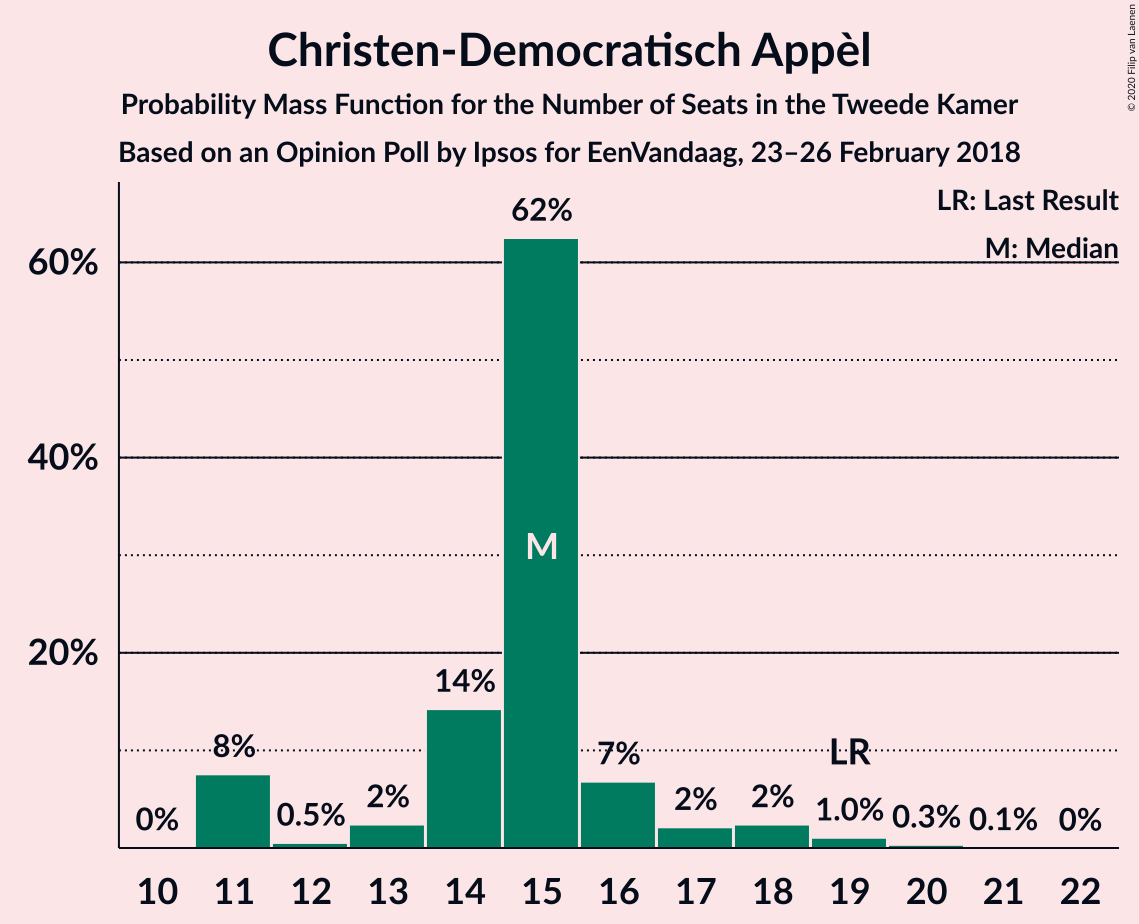 Christen-Democratisch Appèl
Probability Mass Function for the Number of Seats in the Tweede Kamer
Based on an Opinion Poll by Ipsos for EenVandaag, 23–26 February 2018
© 2020 Filip van Laenen
LR: Last Result
M: Median
60%
40%
20%
0%
8%
0.5%
2%
14%
62%
M
7%
2%
2%
LR
1.0%
0.3%
0.1%
0%
10 11 12 13 14 15 16 17 18 19 20 21 22